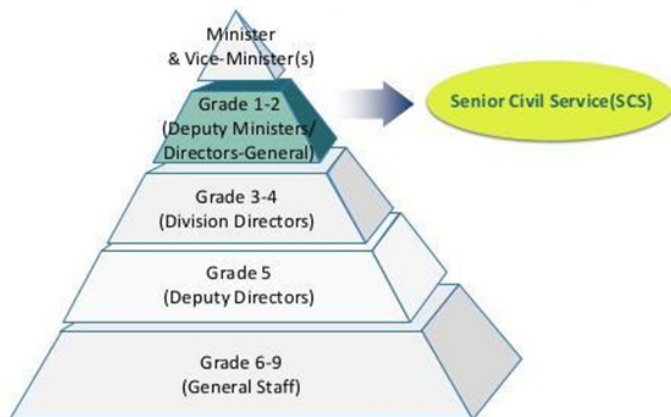 Minister
& Vice-Minister(s)
Grade 1-2
(Deputy Ministers/
Directors-General)
Senior Civil Service(SCS)
Grade 3-4
(Division Directors)
Grade 5
(Deputy Directors)
Grade 6-9
(General Staff)